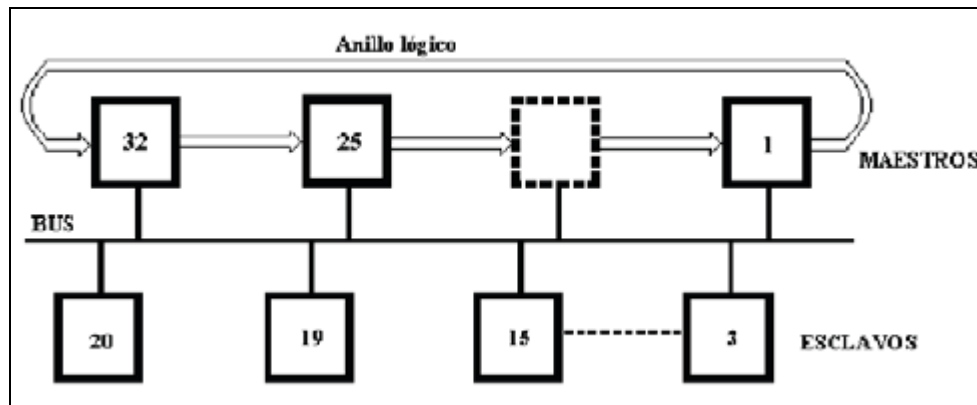 Anillo lógico
32
25
1
MAESTROS
BUS
20
19
15
3
ESCLAVOS